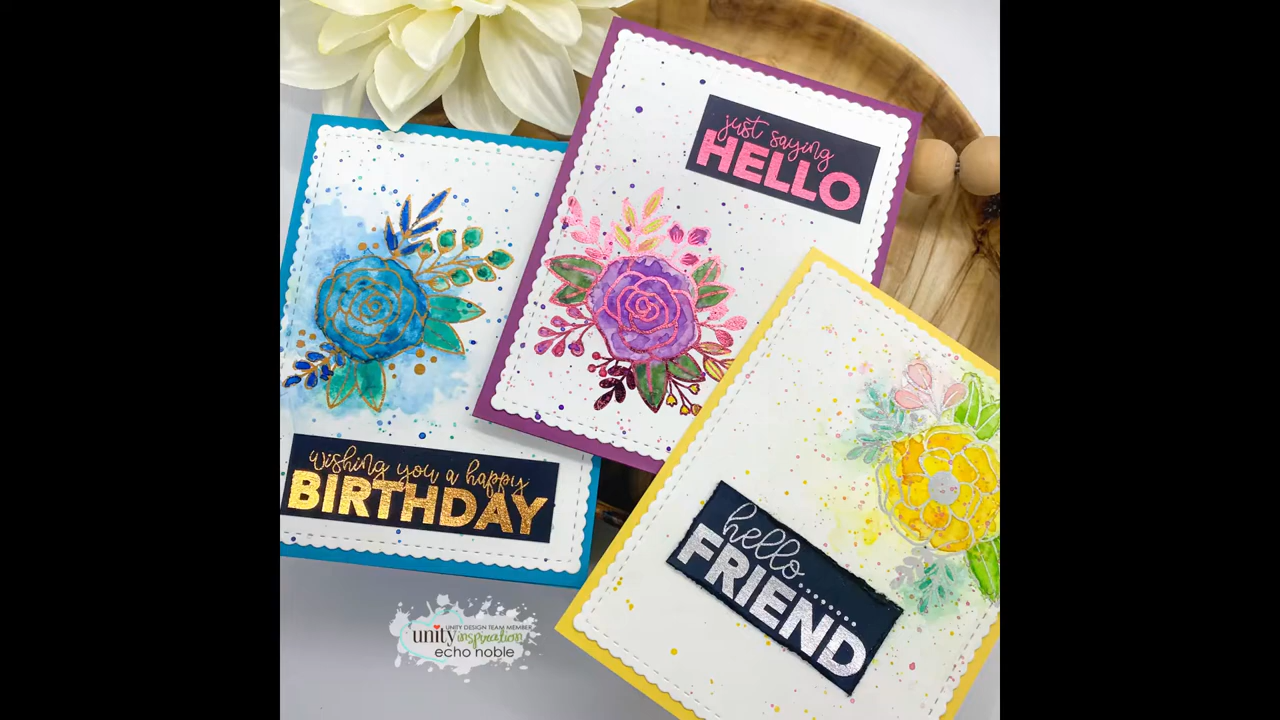 just saying
HELLO
wishing you a happy
BIRTHDAY
hello........
FRIEND
UNITY DESIGN TEAM MEMBER
unity inspiration
echo noble